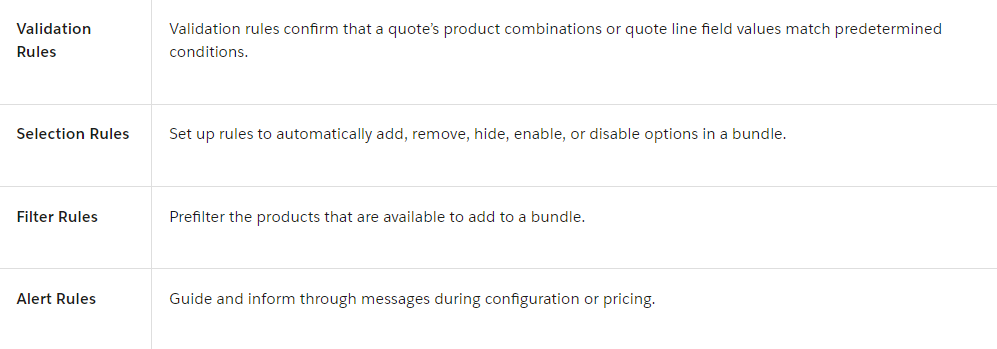 Validation
Rules
Validation rules confirm that a quote’s product combinations or quote line field values match predetermined
conditions.
Selection Rules
Set up rules to automatically add, remove, hide, enable, or disable options in a bundle.
Filter Rules
Prefilter the products that are available to add to a bundle.
Alert Rules
Guide and inform through messages during configuration or pricing.